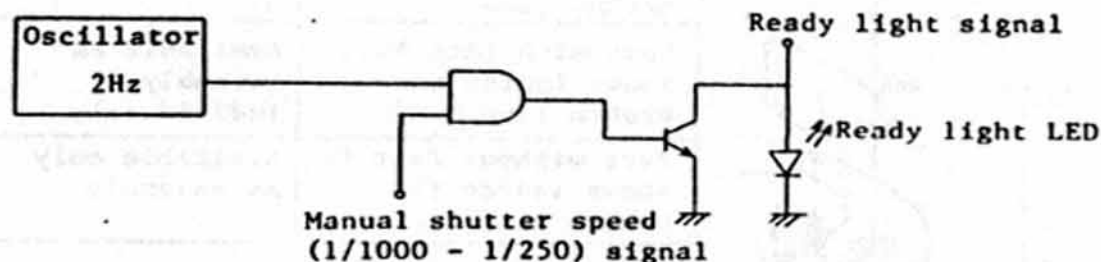 Oscillator
2Hz
Ready light signal
Ready light LED
Manual shutter speed
(1/1000 - 1/250) signal